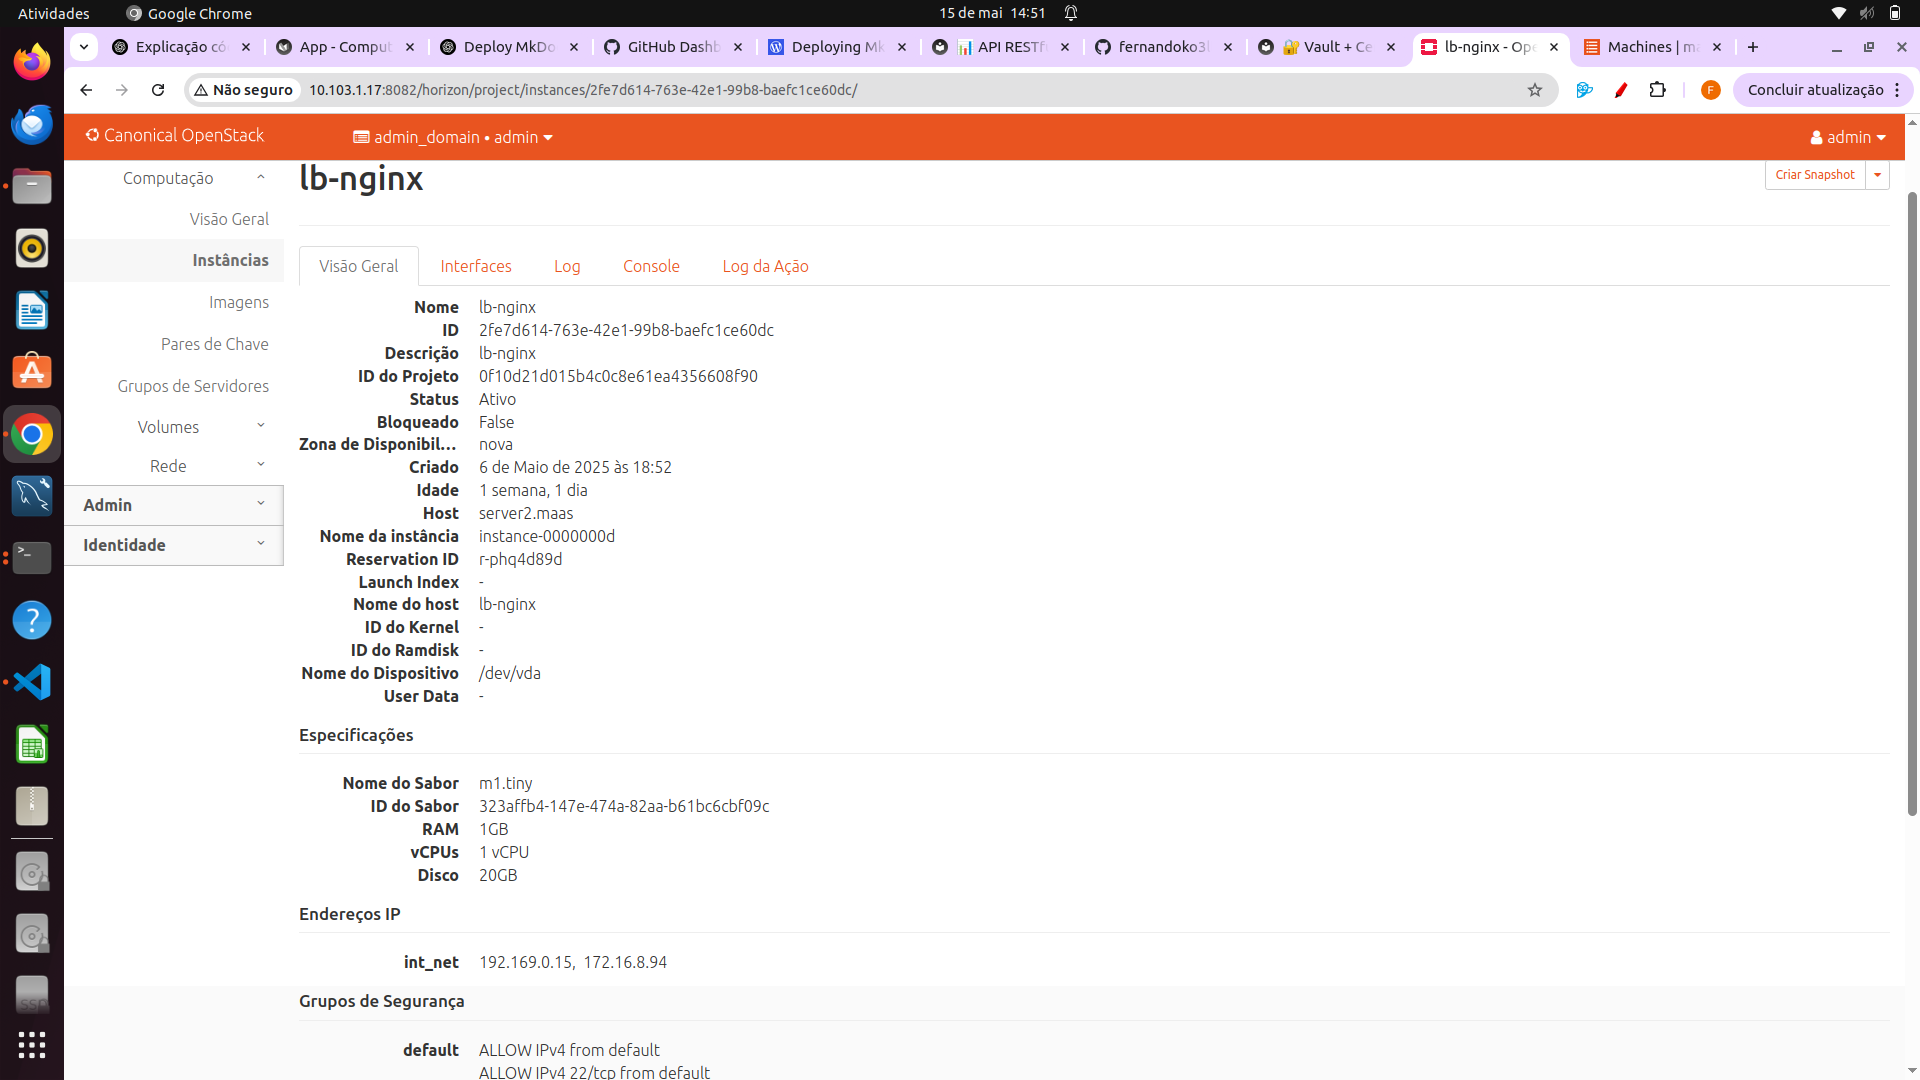 Atividades
Google Chrome
15 de mai 14:51
Explicação có
App - Comput
Deploy MkDo
GitHub Dashb
Deploying Mk
API RESTf
fernandoko3
Vault + Ce
lb-nginx - Ope
Machines | m
Não seguro
10.103.1.17:8082/horizon/project/instances/2fe7d614-763e-42e1-99b8-baefc1ce60dc/
F
Concluir atualização
Canonical OpenStack
admin_domain • admin
admin
Computação
Visão Geral
Instâncias
Imagens
Pares de Chave
Grupos de Servidores
Volumes
Rede
Admin
Identidade
lb-nginx
Criar Snapshot
Visão Geral
Interfaces
Log
Console
Log da Ação
Nome lb-nginx
ID 2fe7d614-763e-42e1-99b8-baefc1ce60dc
Descrição lb-nginx
ID do Projeto 0f10d21d015b4c0c8e61ea4356608f90
Status Ativo
Bloqueado False
Zona de Disponibil... nova
Criado 6 de Maio de 2025 às 18:52
Idade 1 semana, 1 dia
Host server2.maas
Nome da instância instance-0000000d
Reservation ID r-phq4d89d
Launch Index -
Nome do host lb-nginx
ID do Kernel -
ID do Ramdisk -
Nome do Dispositivo /dev/vda
User Data -
Especificações
Nome do Sabor m1.tiny
ID do Sabor 323affb4-147e-474a-82aa-b61bc6cbf09c
RAM 1GB
vCPUs 1 vCPU
Disco 20GB
Endereços IP
int_net 192.169.0.15, 172.16.8.94
Grupos de Segurança
default ALLOW IPv4 from default
ALLOW IPv4 22/tcp from default